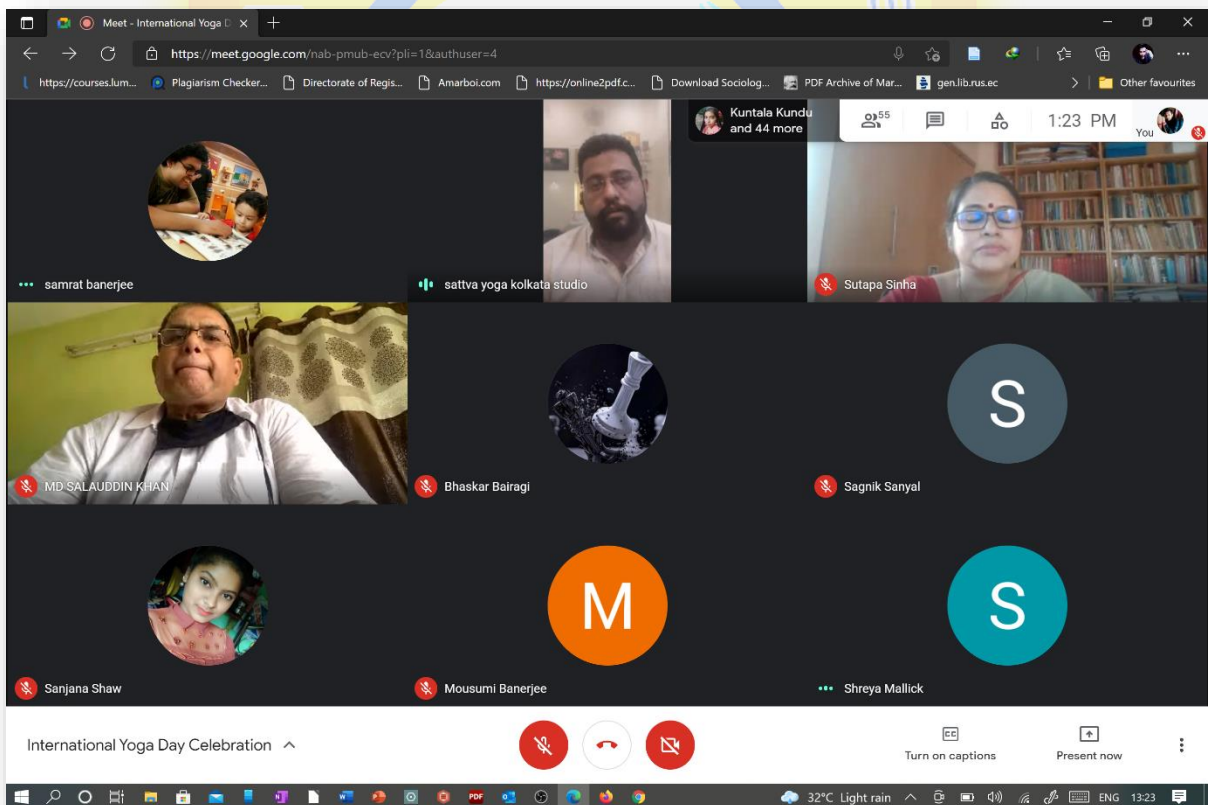 Meet - International Yoga D
https://meet.google.com/nab-pmub-ecv?pli=1&authuser=4
https://courses.lum... Plagiarism Checker... Directorate of Regis... Amarboi.com https://online2pdf.c... Download Sociolog... PDF Archive of Mar... gen.lib.rus.ec Other favourites
Kuntala Kundu
and 44 more
55
1:23 PM
You
samrat banerjee
sattva yoga kolkata studio
Sutapa Sinha
MD SALAUDDIN KHAN
Bhaskar Bairagi
S
Sagnik Sanyal
Sanjana Shaw
M
Mousumi Banerjee
S
Shreya Mallick
International Yoga Day Celebration
CC
Turn on captions
Present now
PDF
32°C Light rain ENG 13:23